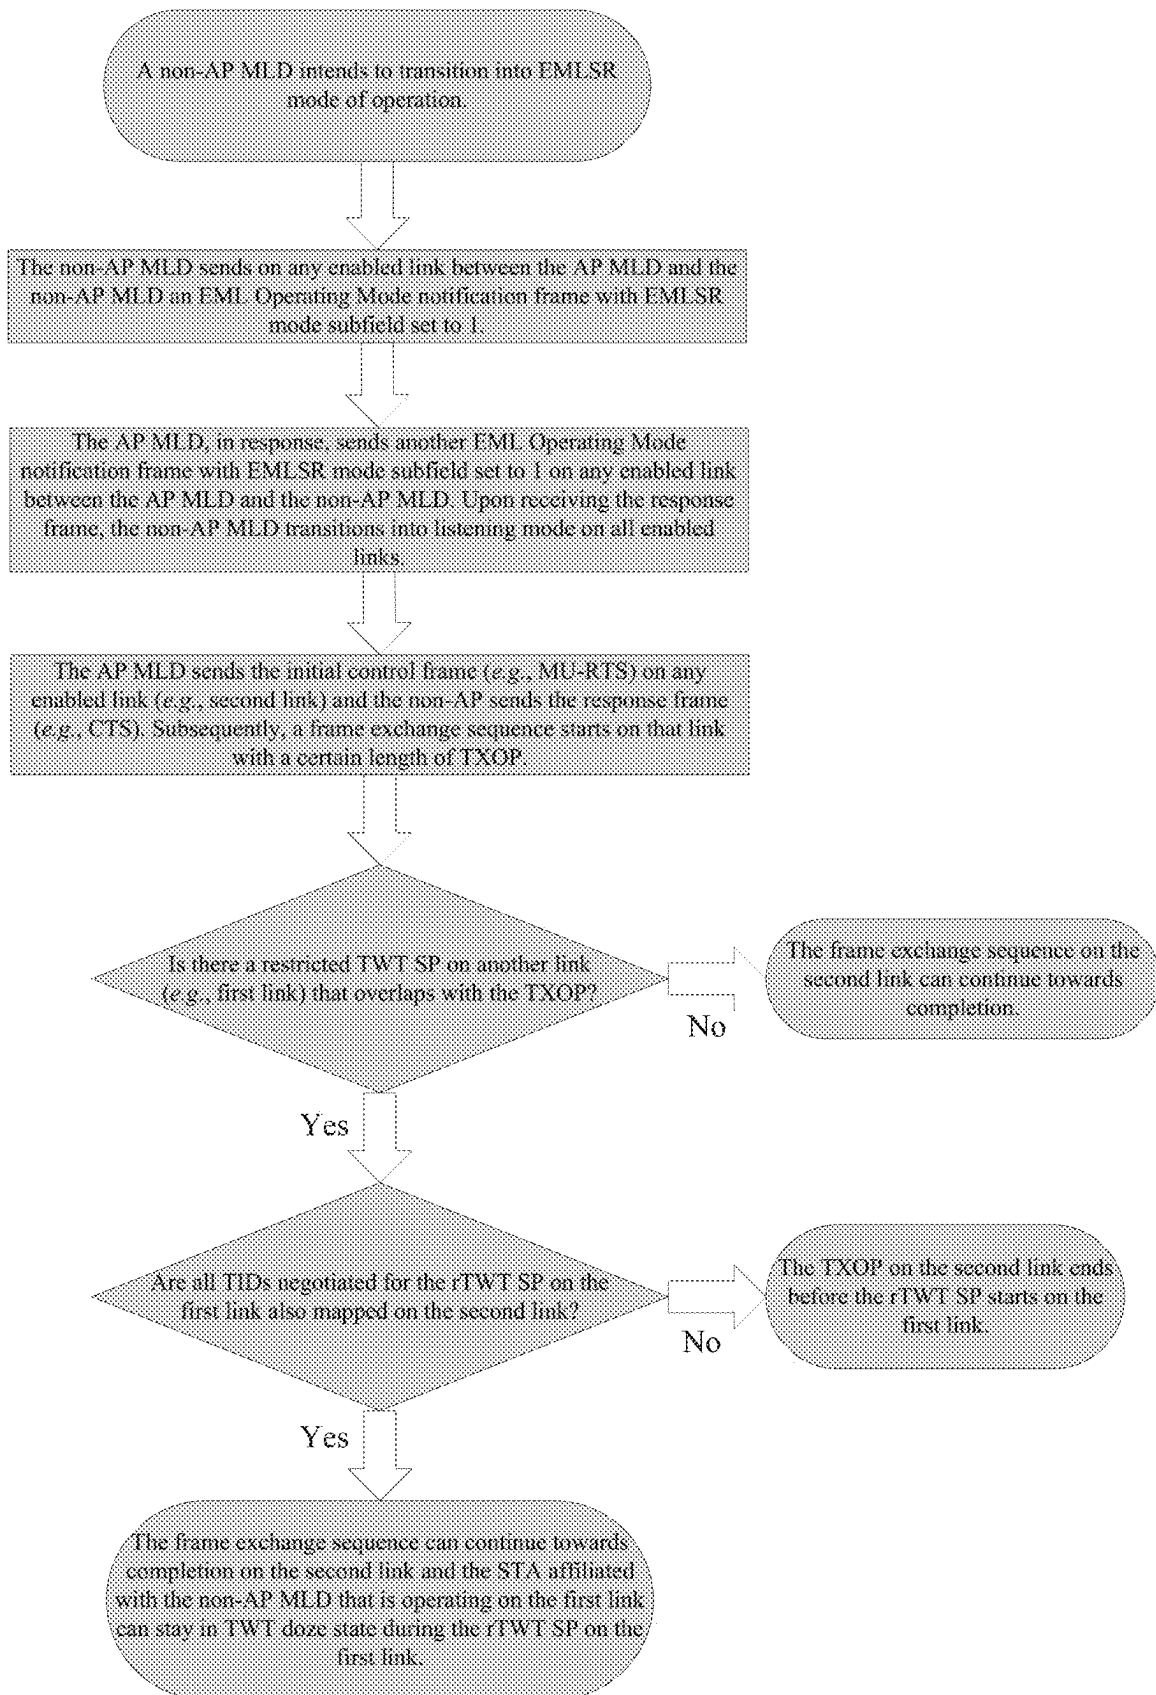 A non-AP MLD intends to transition into EMLSR
mode of operation.
The non-AP MLD sends on any enabled link between the AP MLD and the
non-AP MLD an EML Operating Mode notification frame with EMLSR
mode subfield set to 1.
The AP MLD, in response, sends another EML Operating Mode
notification frame with EMLSR mode subfield set to 1 on any enabled link
between the AP MLD and the non-AP MLD. Upon receiving the response
frame, the non-AP MLD transitions into listening mode on all enabled
links.
The AP MLD sends the initial control frame (e.g., MU-RTS) on any
enabled link (e.g., second link) and the non-AP sends the response frame
(e.g., CTS). Subsequently, a frame exchange sequence starts on that link
with a certain length of TXOP.
Is there a restricted TWT SP on another link
(e.g., first link) that overlaps with the TXOP?
No
The frame exchange sequence on the
second link can continue towards
completion.
Yes
Are all TIDs negotiated for the rTWT SP on the
first link also mapped on the second link?
No
The TXOP on the second link ends
before the rTWT SP starts on the
first link.
Yes
The frame exchange sequence can continue towards
completion on the second link and the STA affiliated
with the non-AP MLD that is operating on the first link
can stay in TWT doze state during the rTWT SP on the
first link.